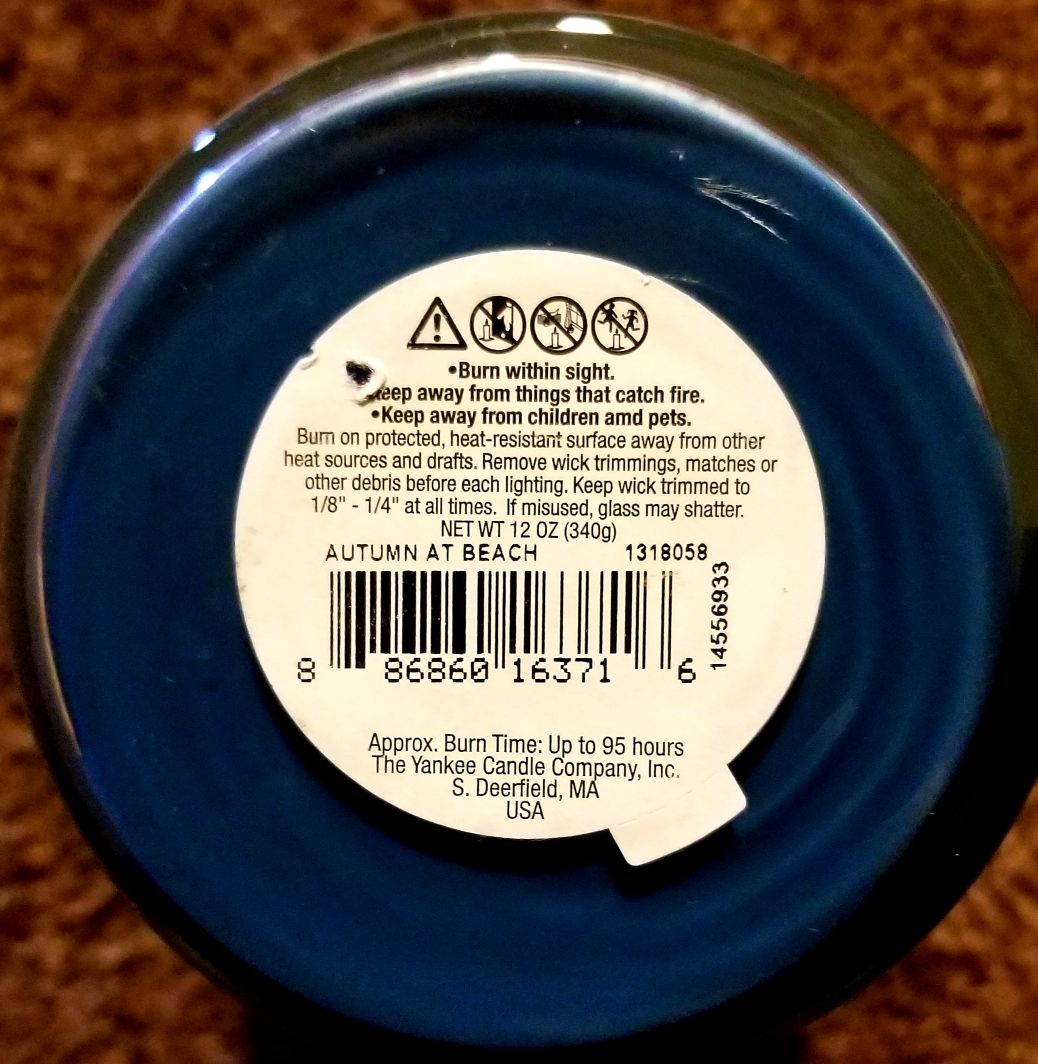 •Burn within sight.
Keep away from things that catch fire.
•Keep away from children amd pets.
Burn on protected, heat-resistant surface away from other
heat sources and drafts. Remove wick trimmings, matches or
other debris before each lighting. Keep wick trimmed to
1/8" - 1/4" at all times. If misused, glass may shatter.
NET WT 12 OZ (340g)
AUTUMN AT BEACH 1318058
14556933
8 86860 16371 6
Approx. Burn Time: Up to 95 hours
The Yankee Candle Company, Inc.
S. Deerfield, MA
USA